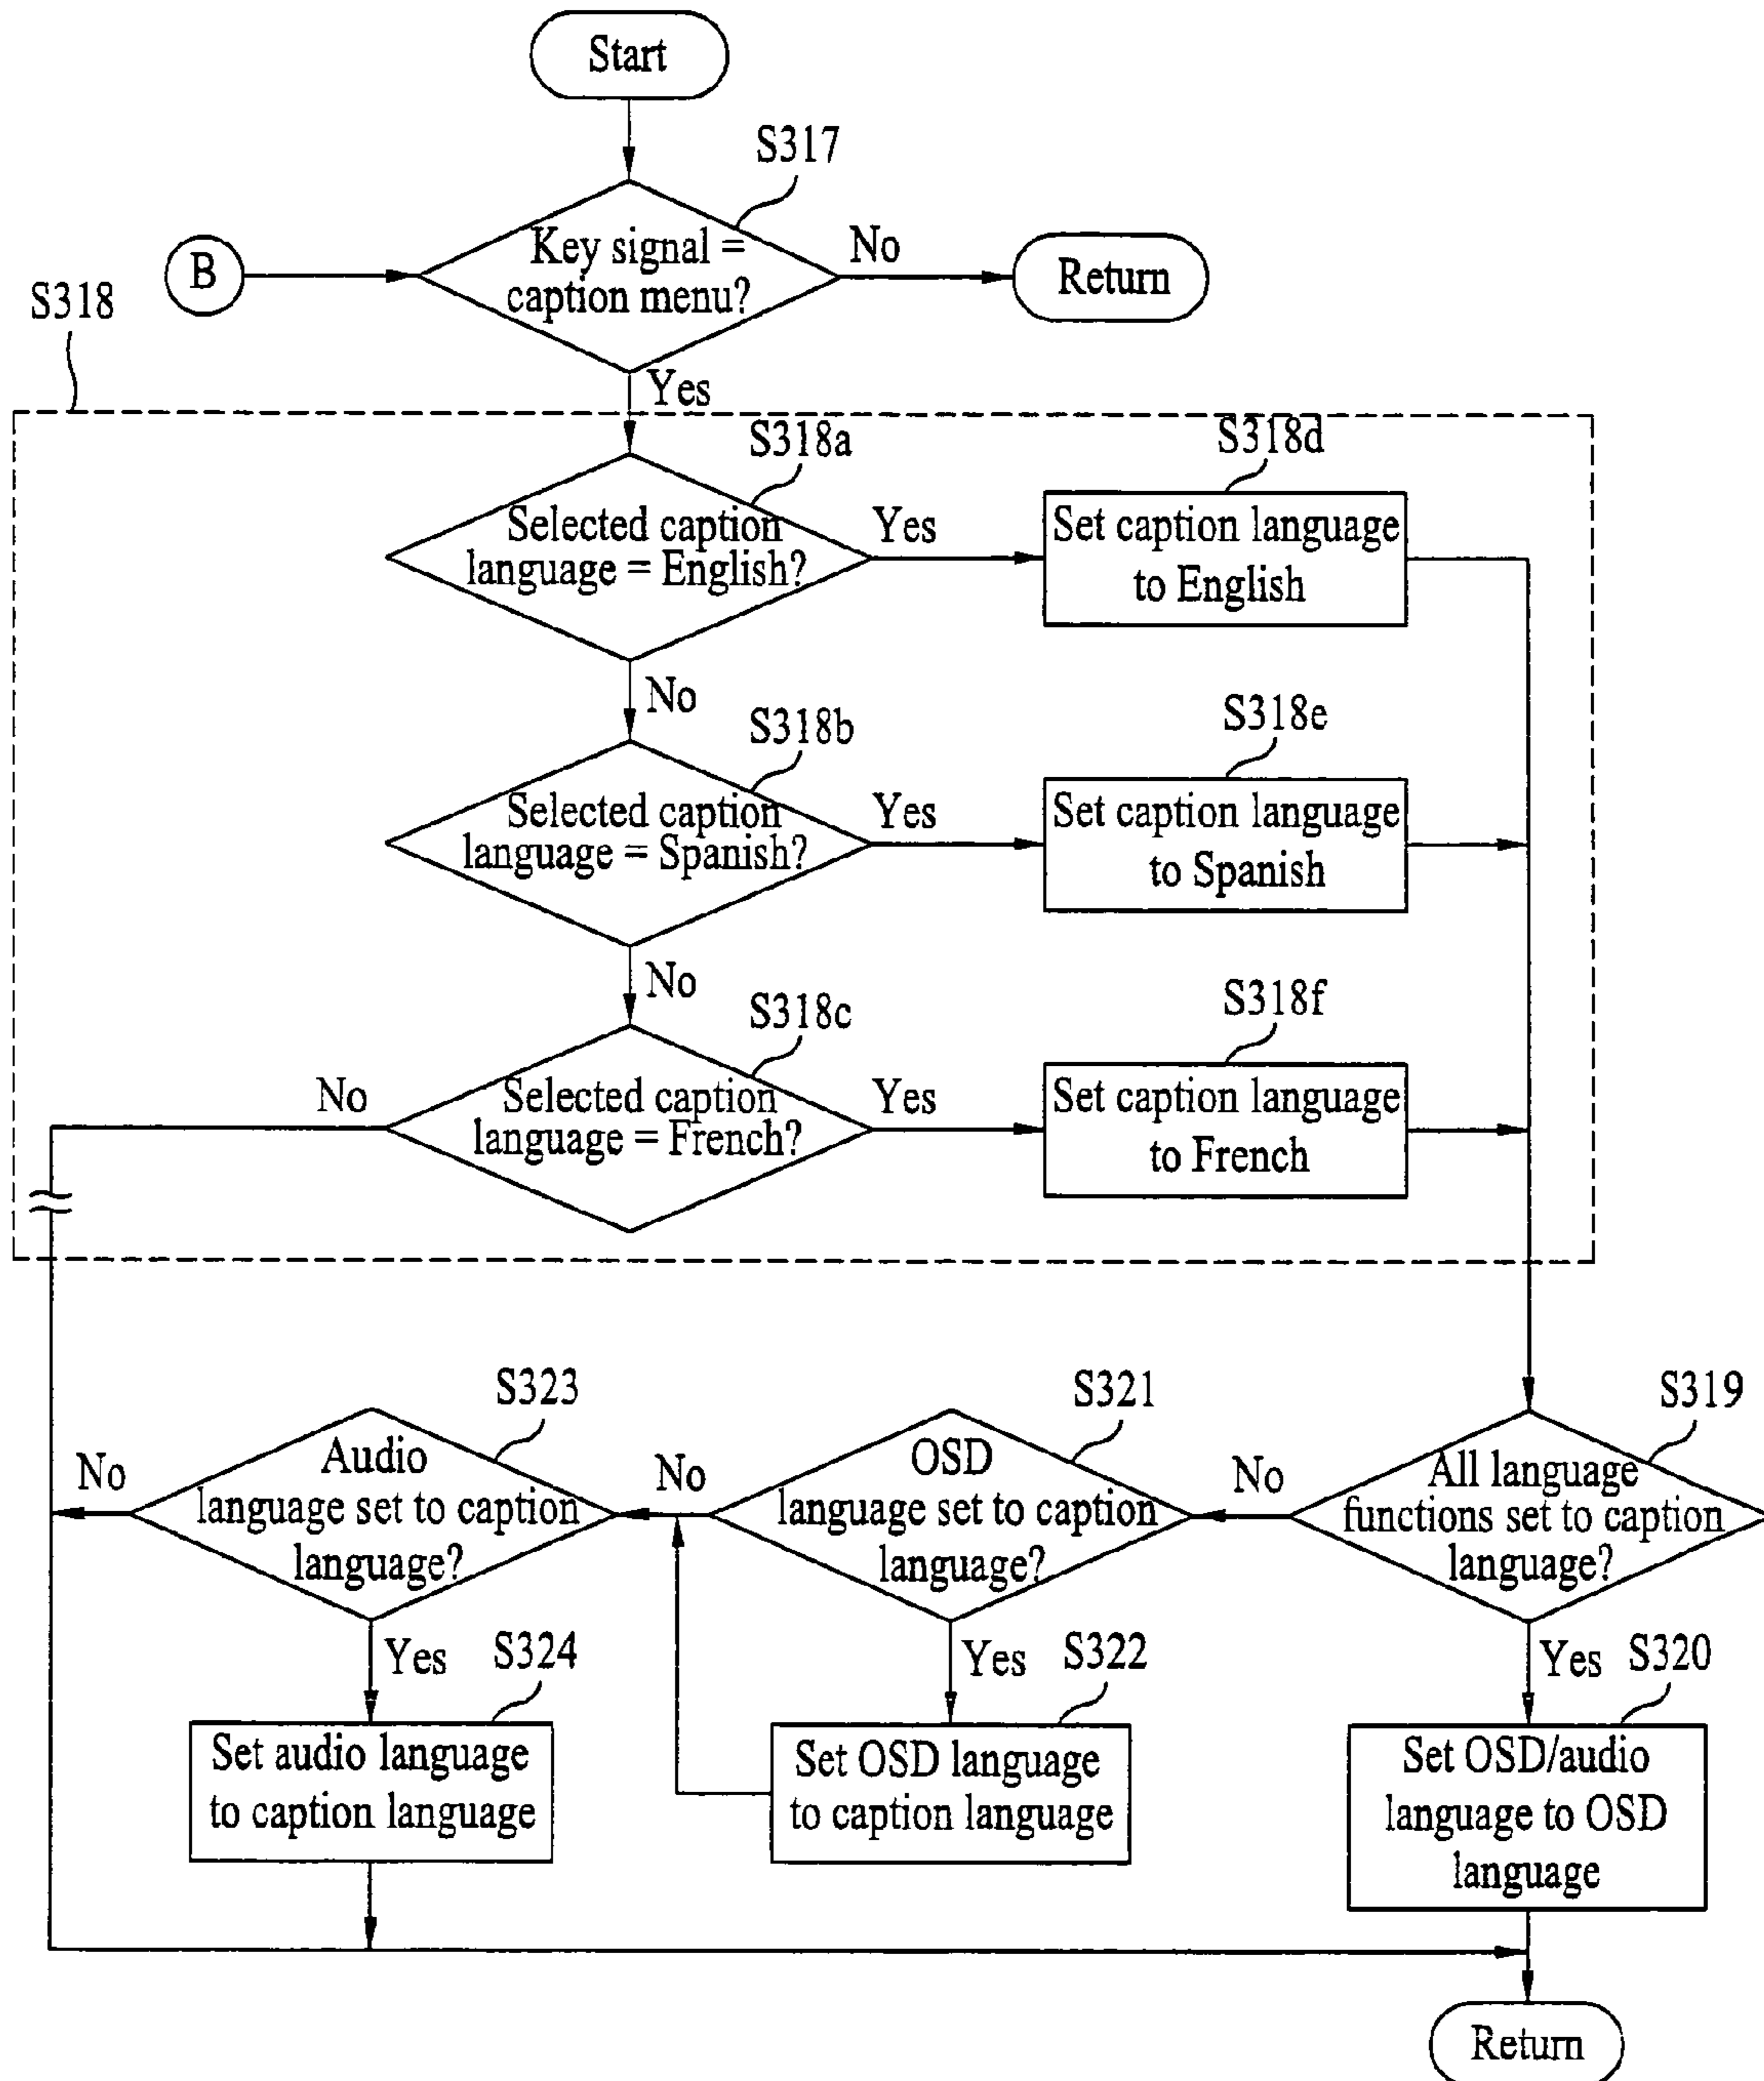 Start
S317
Key signal =
caption menu?
No
Return
B
S318
Yes
S318a
Selected caption
language = English?
Yes
S318d
Set caption language
to English
No
S318b
Selected caption
language = Spanish?
Yes
S318e
Set caption language
to Spanish
No
S318c
Selected caption
language = French?
No
Yes
S318f
Set caption language
to French
S323
Audio
language set to caption
language?
No
S321
OSD
language set to caption
language?
No
S319
All language
functions set to caption
language?
No
Yes
S324
Set audio language
to caption language
Yes
S322
Set OSD language
to caption language
Yes
S320
Set OSD/audio
language to OSD
language
Return